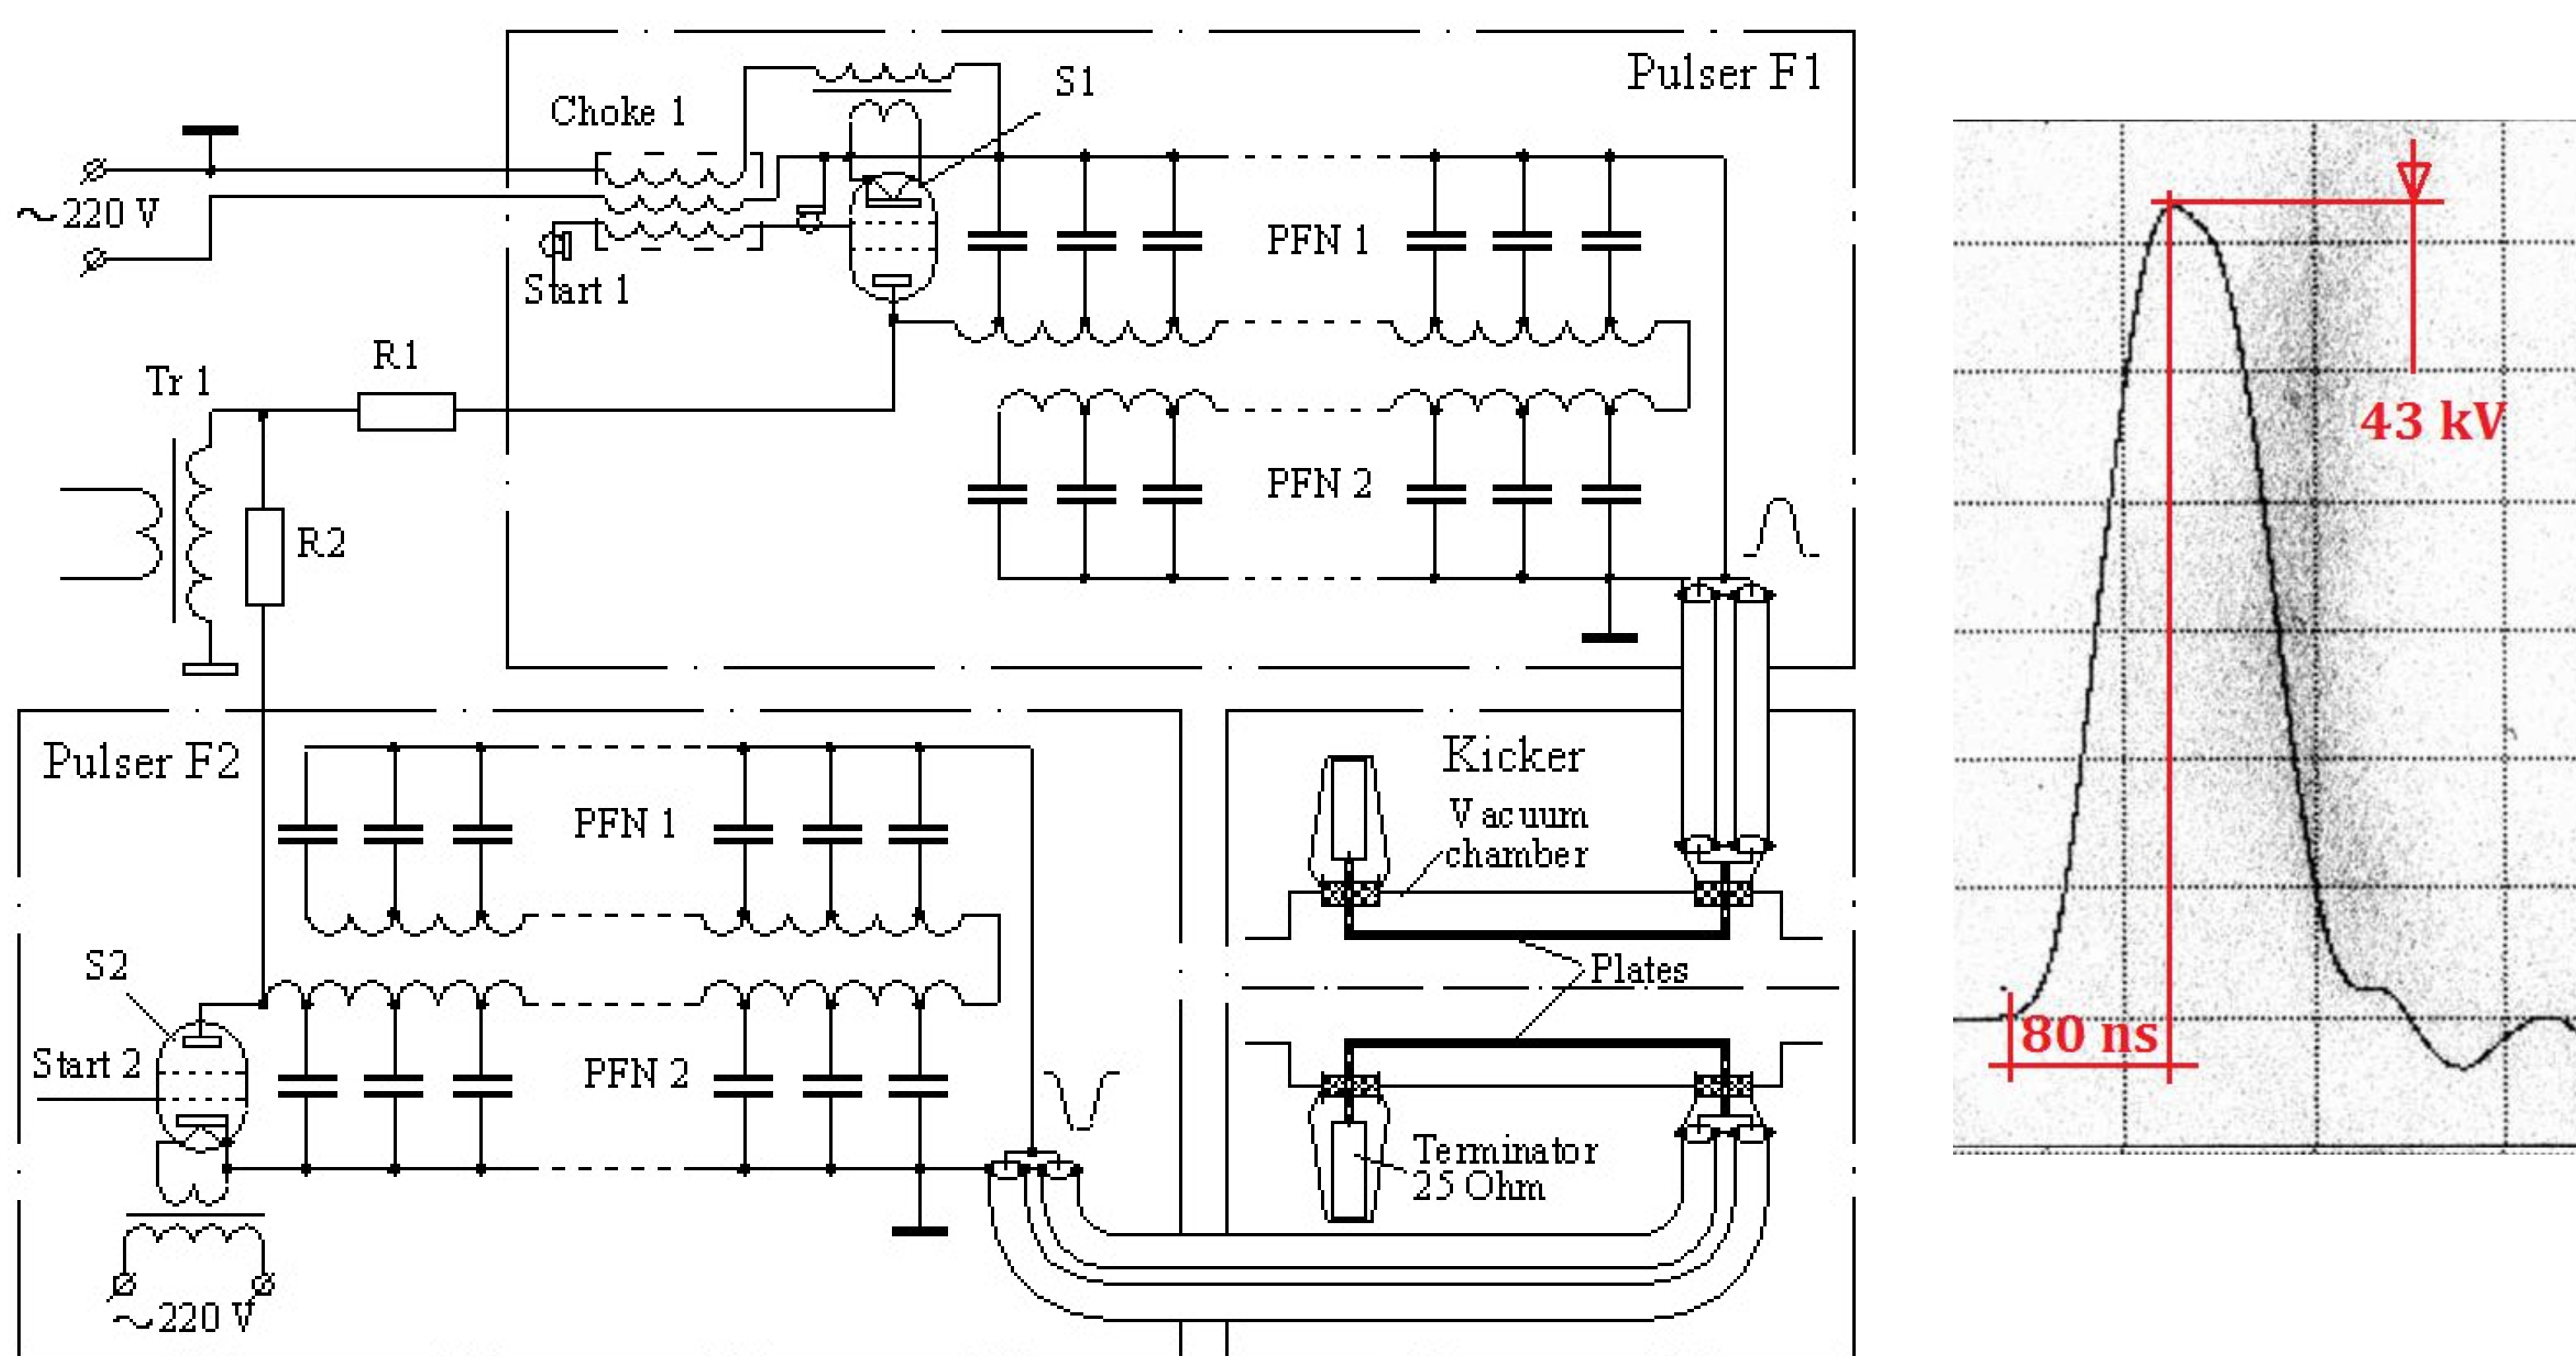 Pulser F1
S1
Choke 1
~220 V
Start 1
PFN 1
R1
Tr 1
PFN 2
R2
43 kV
80 ns
Pulser F2
PFN 1
S2
Start 2
PFN 2
~220 V
Kicker
Vacuum
chamber
Plates
Terminator
25 Ohm